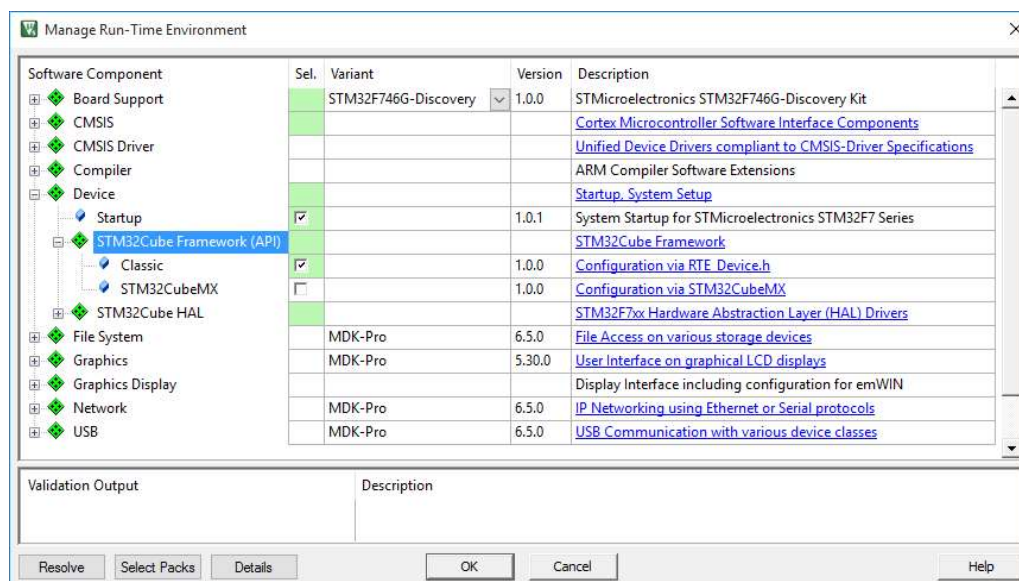 Manage Run-Time Environment
Software Component Sel. Variant Version Description
Board Support STM32F746G-Discovery 1.0.0 STMicroelectronics STM32F746G-Discovery Kit
CMSIS Cortex Microcontroller Software Interface Components
CMSIS Driver Unified Device Drivers compliant to CMSIS-Driver Specifications
Compiler ARM Compiler Software Extensions
Device Startup, System Setup
Startup 1.0.1 System Startup for STMicroelectronics STM32F7 Series
STM32Cube Framework (API) STM32Cube Framework
Classic 1.0.0 Configuration via RTE_Device.h
STM32CubeMX 1.0.0 Configuration via STM32CubeMX
STM32Cube HAL STM32F7xx Hardware Abstraction Layer (HAL) Drivers
File System MDK-Pro 6.5.0 File Access on various storage devices
Graphics MDK-Pro 5.30.0 User Interface on graphical LCD displays
Graphics Display Display Interface including configuration for emWIN
Network MDK-Pro 6.5.0 IP Networking using Ethernet or Serial protocols
USB MDK-Pro 6.5.0 USB Communication with various device classes
Validation Output Description
Resolve Select Packs Details OK Cancel Help